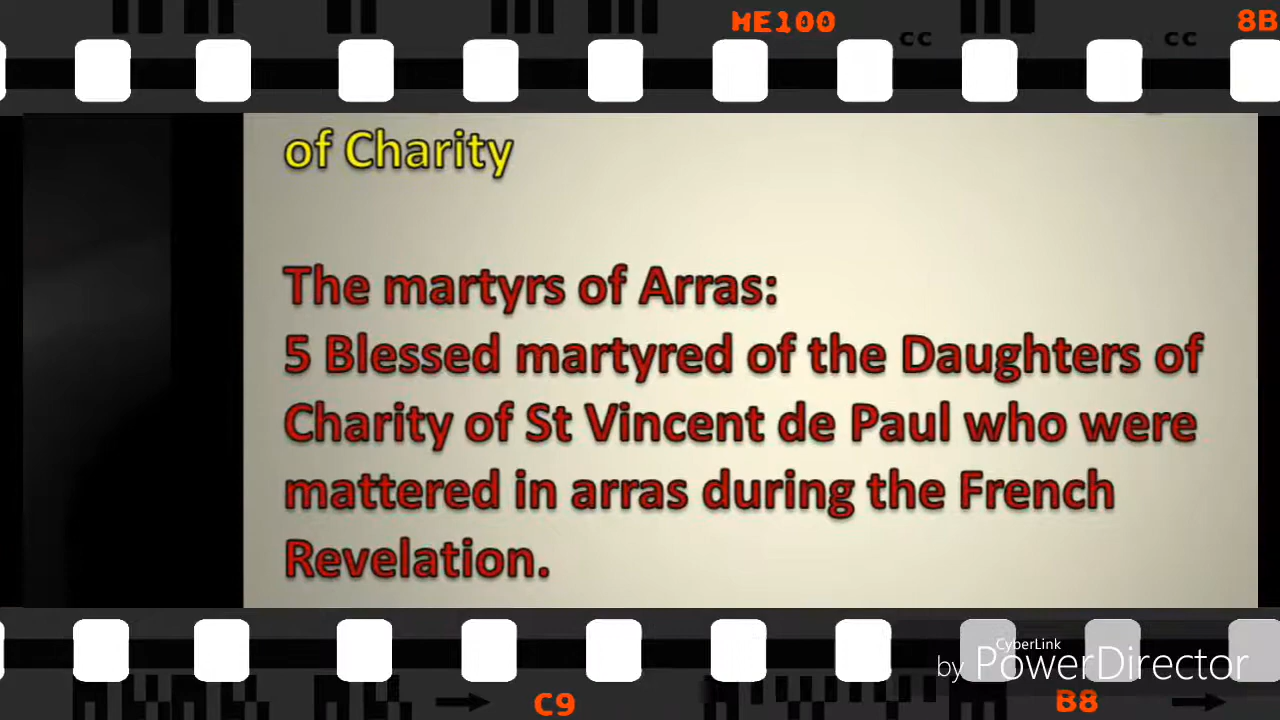 ME100
8B
cc
cc
of Charity
The martyrs of Arras:
5 Blessed martyred of the Daughters of
Charity of St Vincent de Paul who were
mattered in arras during the French
Revelation.
CyberLink
by PowerDirector
C9
B8